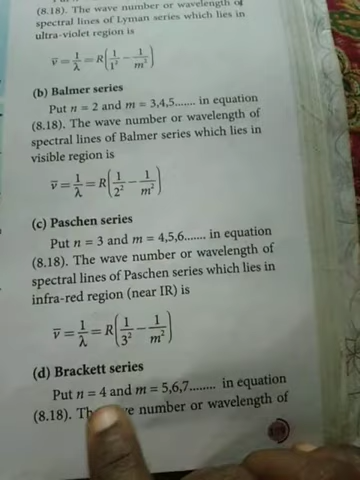 (8.18). The wave number or wavelength of
spectral lines of Lyman series which lies in
ultra-violet region is
ν̅ = 1/λ = R(1/1² − 1/m²)
(b) Balmer series
Put n = 2 and m = 3,4,5....... in equation
(8.18). The wave number or wavelength of
spectral lines of Balmer series which lies in
visible region is
ν̅ = 1/λ = R(1/2² − 1/m²)
(c) Paschen series
Put n = 3 and m = 4,5,6....... in equation
(8.18). The wave number or wavelength of
spectral lines of Paschen series which lies in
infra-red region (near IR) is
ν̅ = 1/λ = R(1/3² − 1/m²)
(d) Brackett series
Put n = 4 and m = 5,6,7........ in equation
(8.18). number or wavelength of